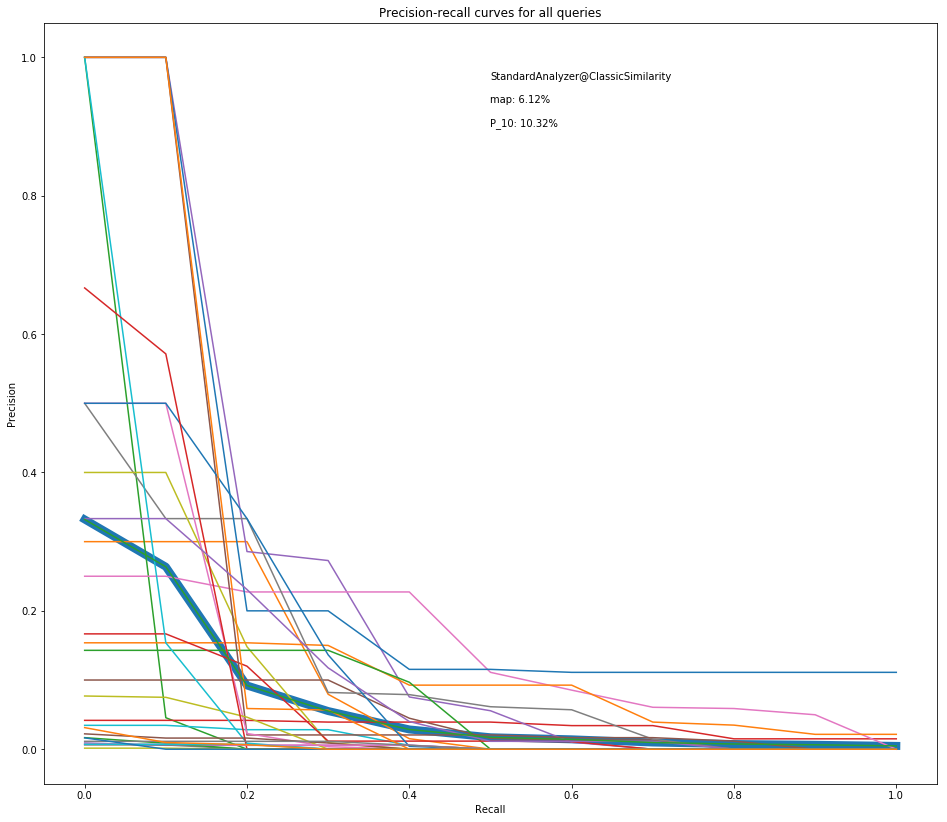 Precision-recall curves for all queries
StandardAnalyzer@ClassicSimilarity
map: 6.12%
P_10: 10.32%
Precision
1.0
0.8
0.6
0.4
0.2
0.0
0.0 0.2 0.4 0.6 0.8 1.0
Recall